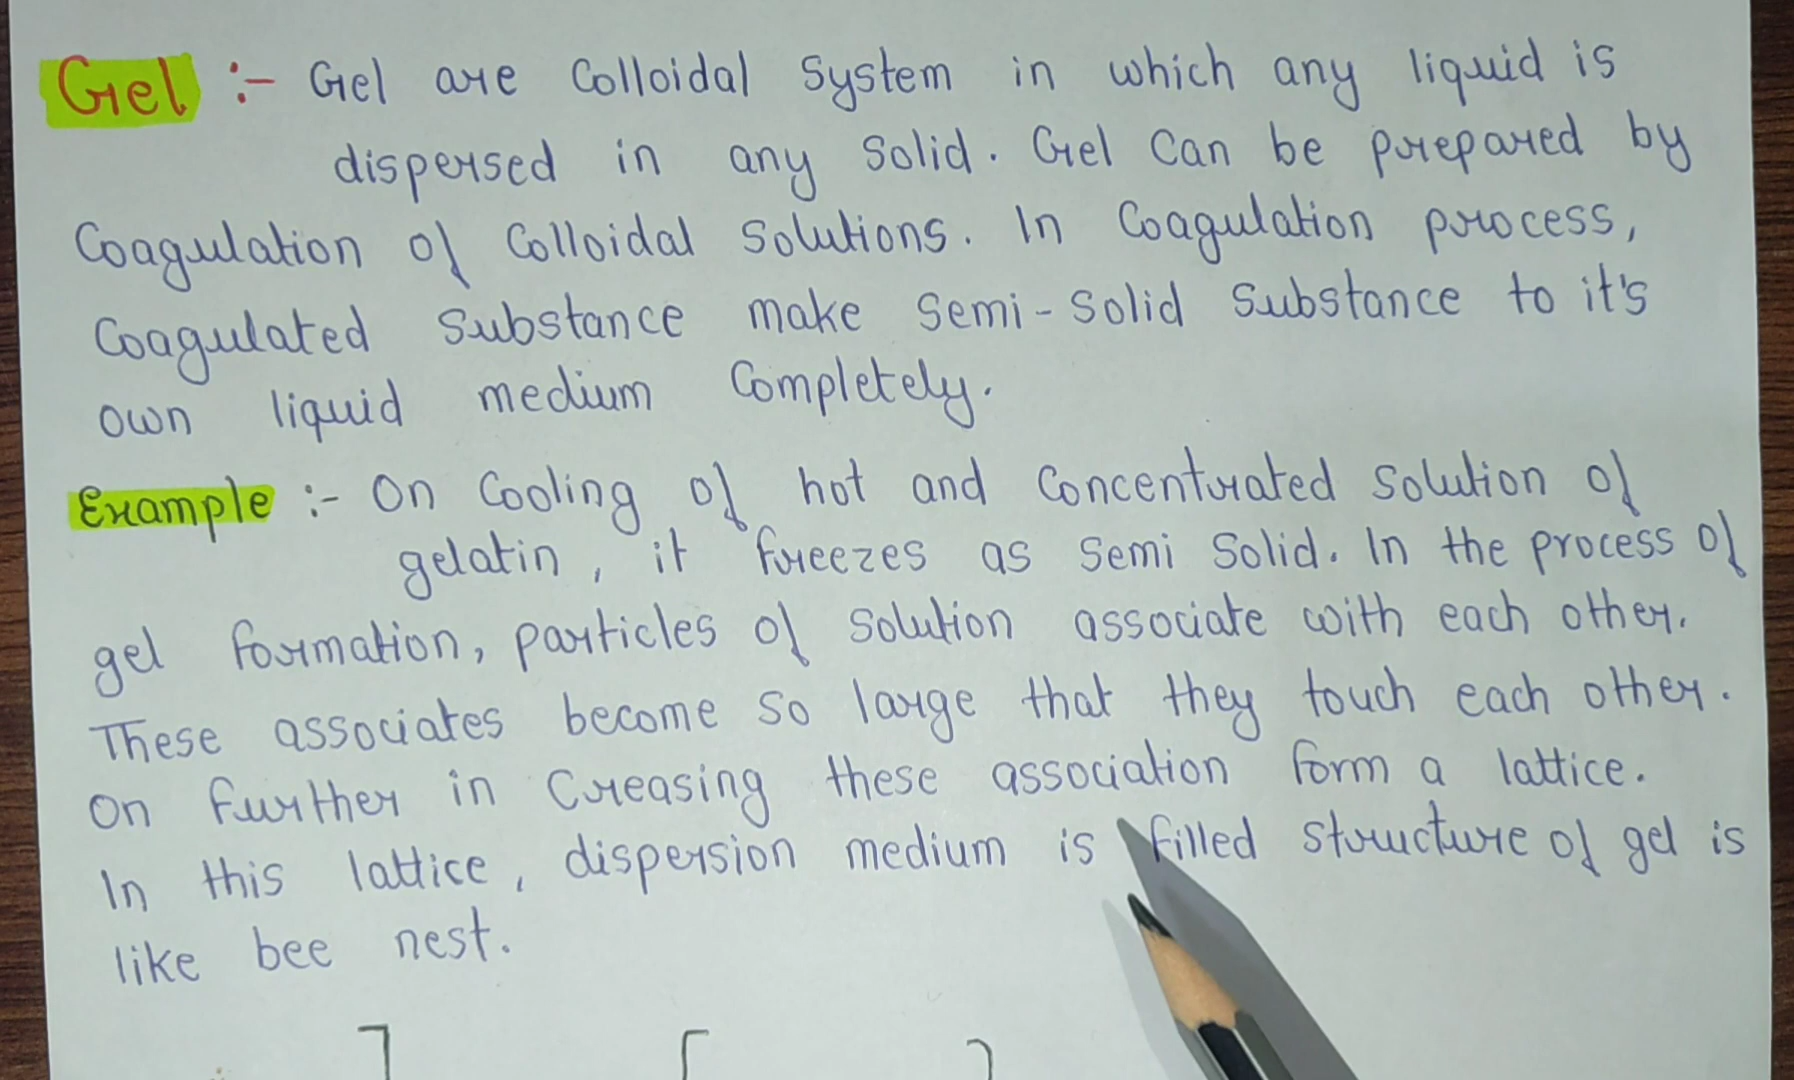 Gel :- Gel are Colloidal System in which any liquid is
dispersed in any Solid. Gel Can be prepared by
Coagulation of Colloidal Solutions. In Coagulation process,
Coagulated Substance make Semi-Solid Substance to it's
own liquid medium Completely.
Example :- On Cooling of hot and Concentrated Solution of
gelatin, it freezes as Semi Solid. In the process of
gel formation, particles of Solution associate with each other.
These associates become so large that they touch each other.
On further in Creasing these association form a lattice.
In this lattice, dispersion medium is filled structure of gel is
like bee nest.